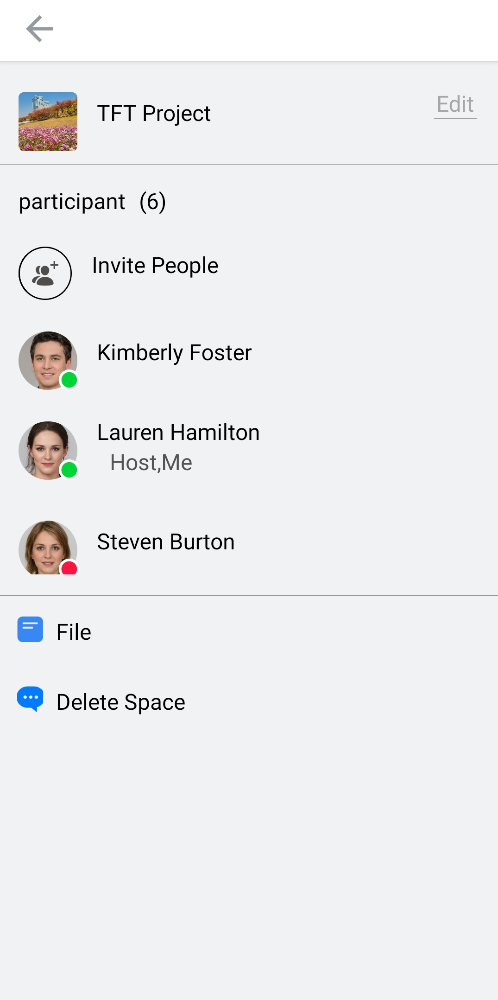 TFT Project
Edit
participant (6)
Invite People
Kimberly Foster
Lauren Hamilton
Host,Me
Steven Burton
File
Delete Space